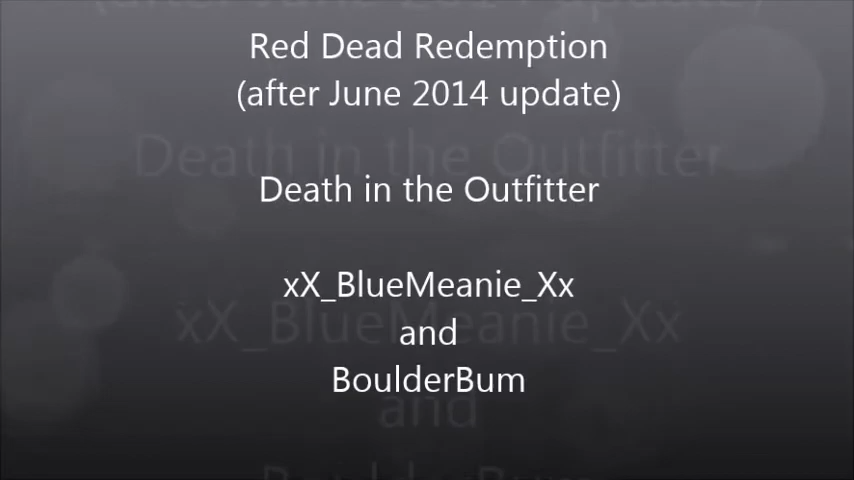 Red Dead Redemption
(after June 2014 update)
Death in the Outfitter
xX_BlueMeanie_Xx
and
BoulderBum